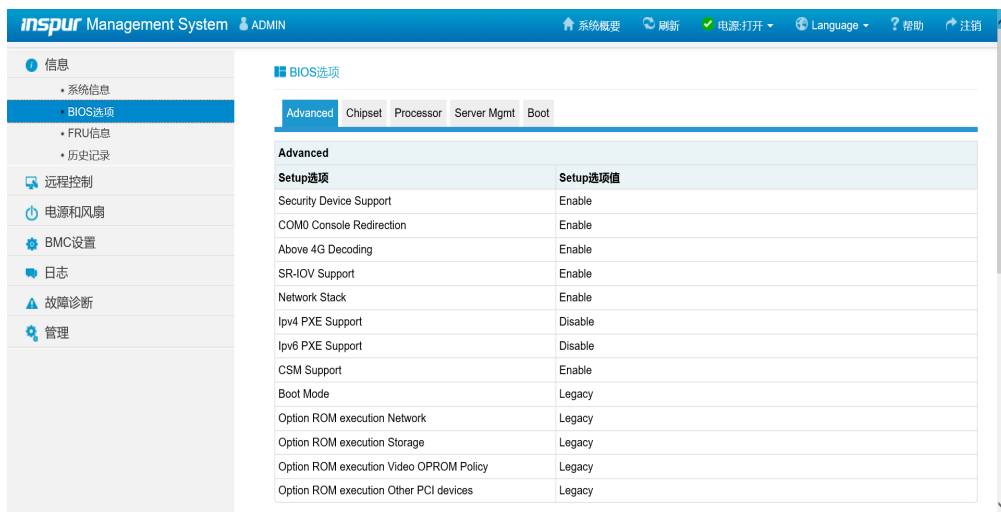 inspur Management System ADMIN 系统概要 刷新 电源:打开 Language ? 帮助 注销
信息
• 系统信息
• BIOS选项
• FRU信息
• 历史记录
远程控制
电源和风扇
BMC设置
日志
故障诊断
管理
BIOS选项
Advanced Chipset Processor Server Mgmt Boot
Advanced
Setup选项 Setup选项值
Security Device Support Enable
COM0 Console Redirection Enable
Above 4G Decoding Enable
SR-IOV Support Enable
Network Stack Enable
Ipv4 PXE Support Disable
Ipv6 PXE Support Disable
CSM Support Enable
Boot Mode Legacy
Option ROM execution Network Legacy
Option ROM execution Storage Legacy
Option ROM execution Video OPROM Policy Legacy
Option ROM execution Other PCI devices Legacy